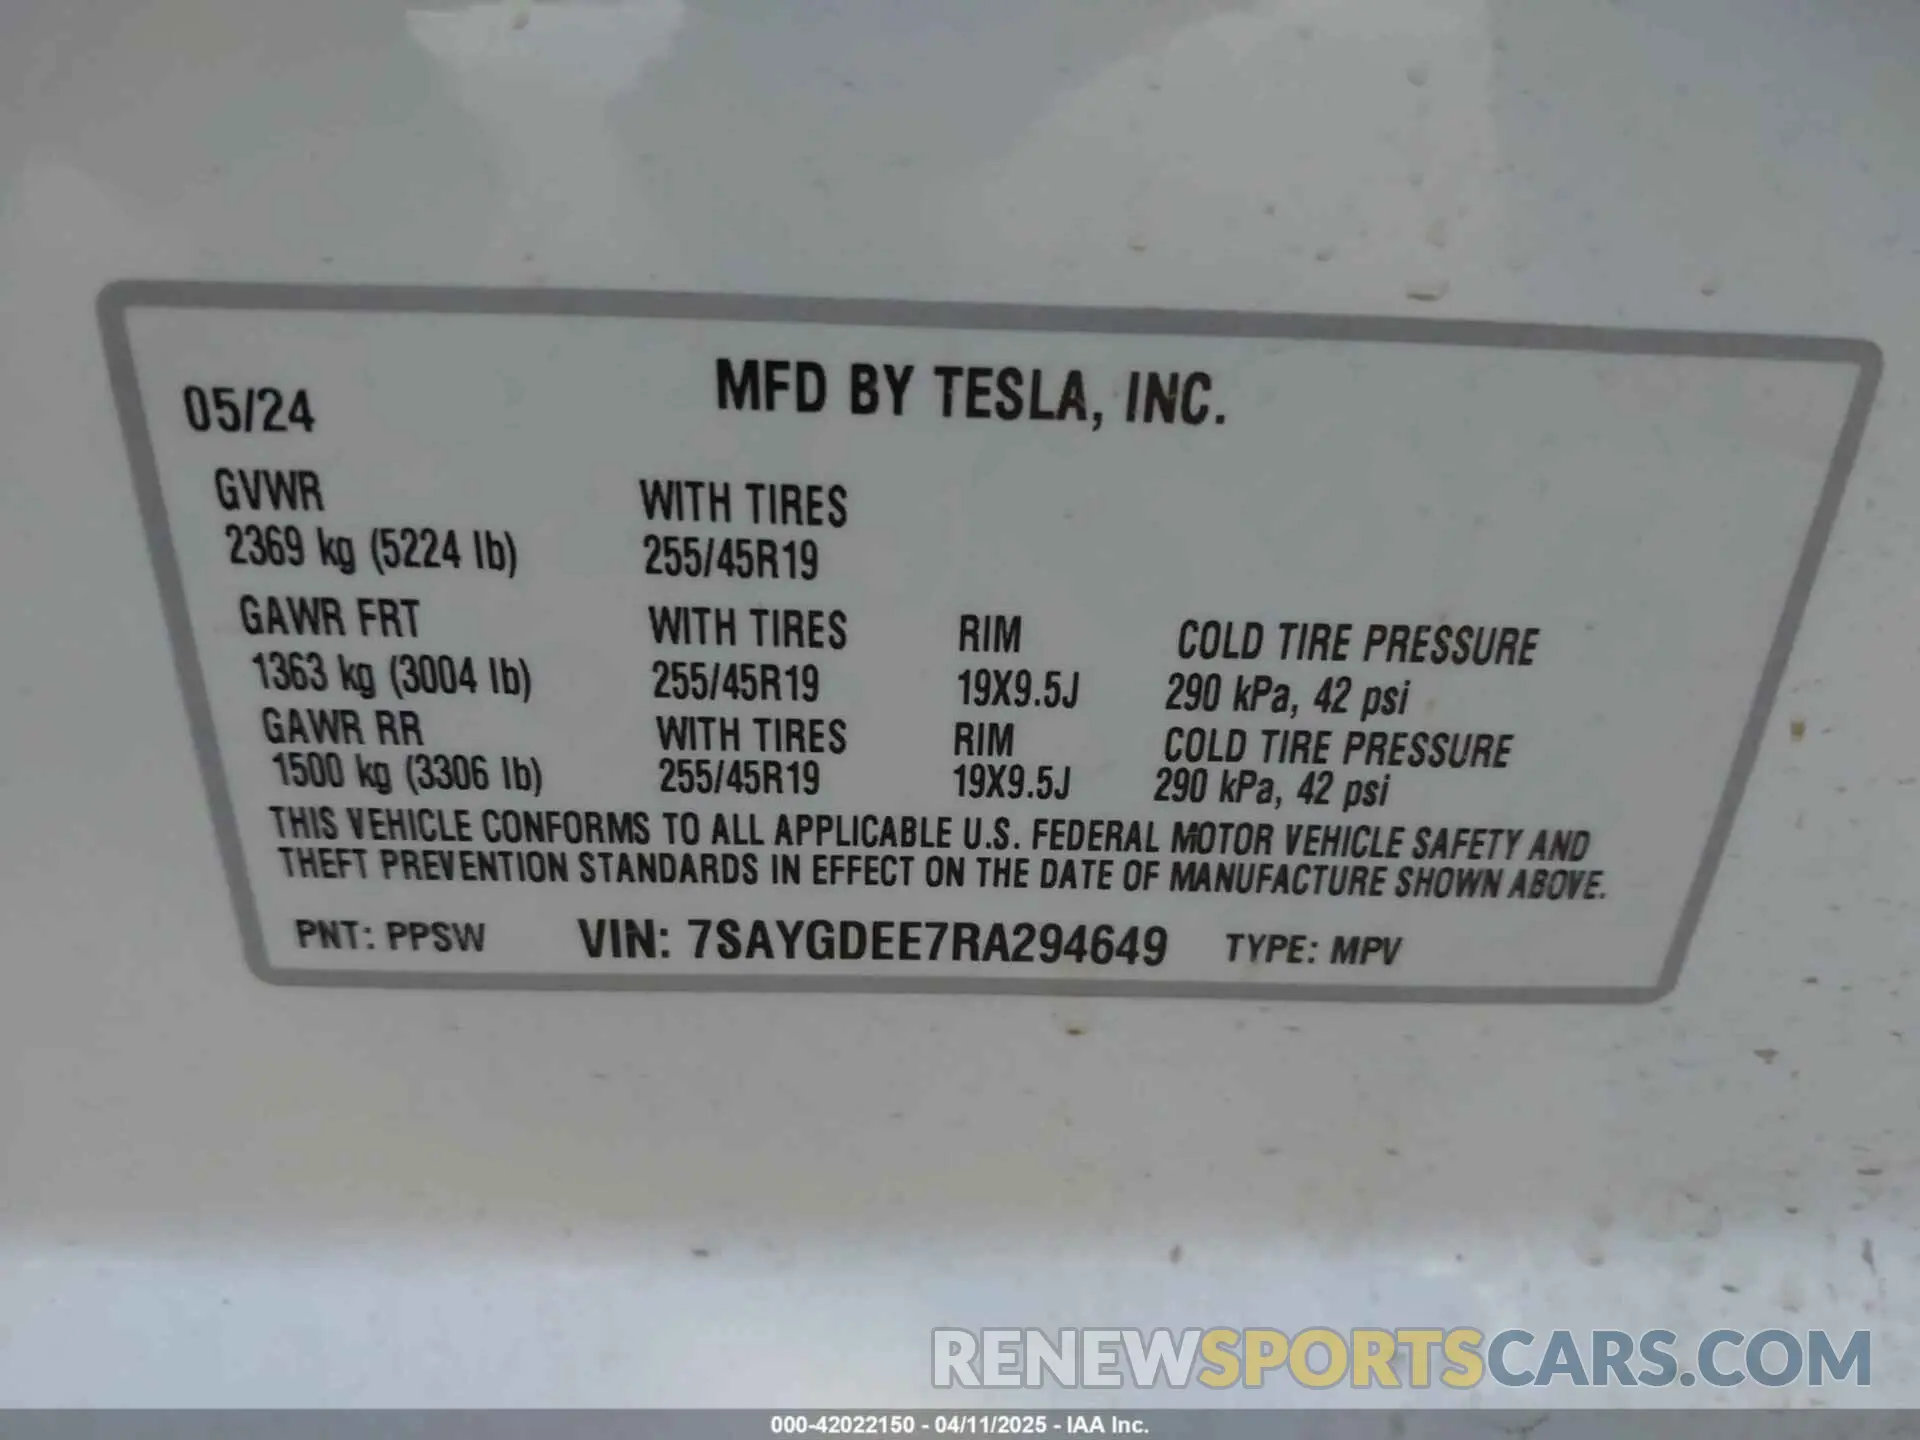 05/24 MFD BY TESLA, INC.
GVWR WITH TIRES
2369 kg (5224 lb) 255/45R19
GAWR FRT WITH TIRES RIM COLD TIRE PRESSURE
1363 kg (3004 lb) 255/45R19 19X9.5J 290 kPa, 42 psi
GAWR RR WITH TIRES RIM COLD TIRE PRESSURE
1500 kg (3306 lb) 255/45R19 19X9.5J 290 kPa, 42 psi
THIS VEHICLE CONFORMS TO ALL APPLICABLE U.S. FEDERAL MOTOR VEHICLE SAFETY AND
THEFT PREVENTION STANDARDS IN EFFECT ON THE DATE OF MANUFACTURE SHOWN ABOVE.
PNT: PPSW VIN: 7SAYGDEE7RA294649 TYPE: MPV
RENEWSPORTSCARS.COM
000-42022150 - 04/11/2025 - IAA Inc.